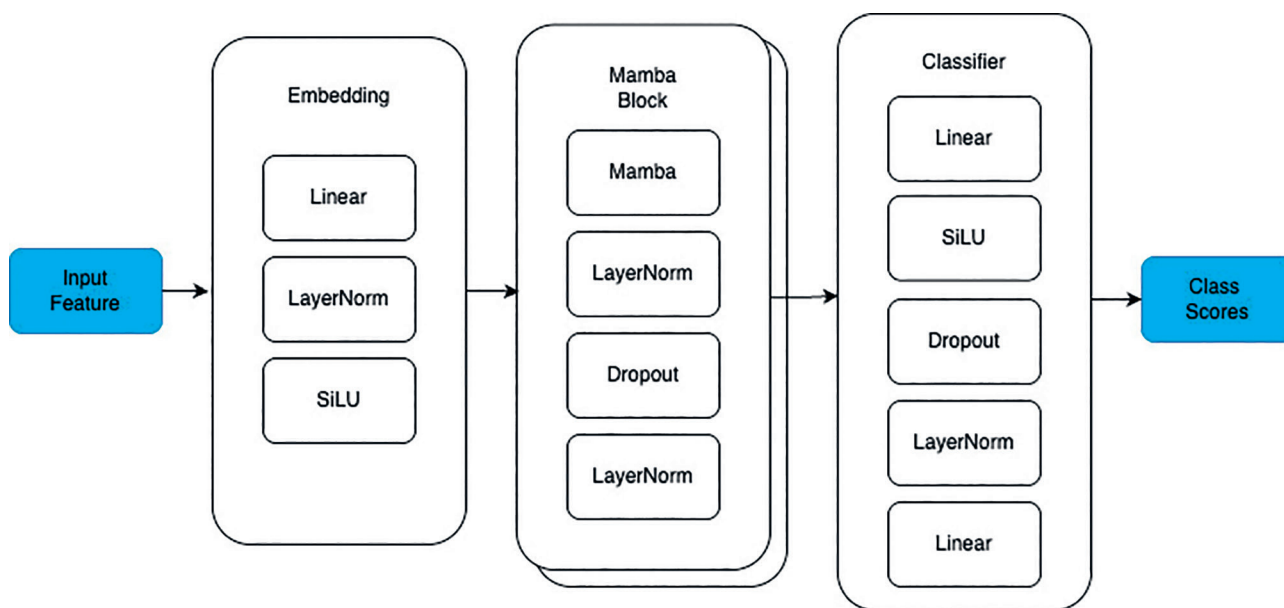 Input
Feature
Embedding
Linear
LayerNorm
SiLU
Mamba
Block
Mamba
LayerNorm
Dropout
LayerNorm
Classifier
Linear
SiLU
Dropout
LayerNorm
Linear
Class
Scores